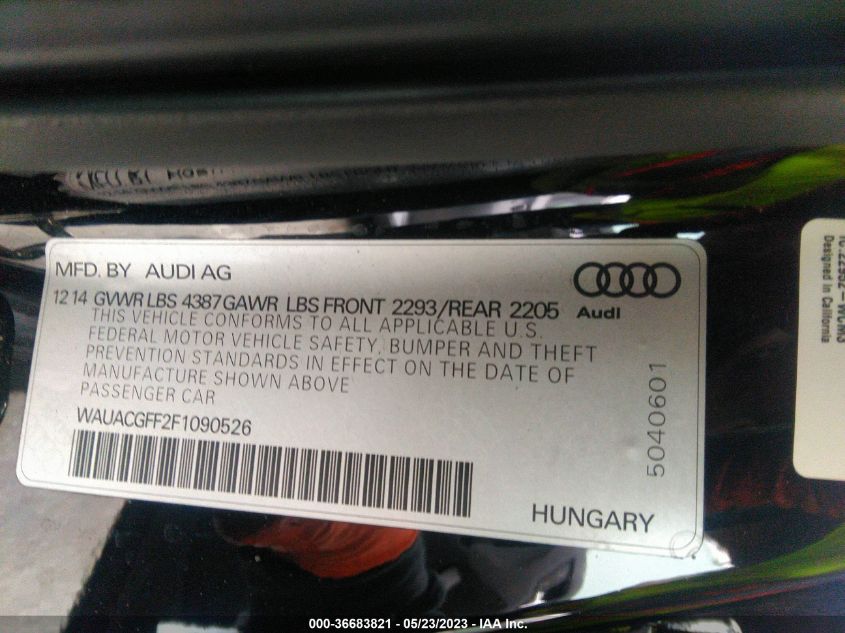 MFD. BY AUDI AG
Audi
12 14 GVWR LBS 4387 GAWR LBS FRONT 2293/REAR 2205
THIS VEHICLE CONFORMS TO ALL APPLICABLE U.S.
FEDERAL MOTOR VEHICLE SAFETY, BUMPER AND THEFT
PREVENTION STANDARDS IN EFFECT ON THE DATE OF
MANUFACTURE SHOWN ABOVE
PASSENGER CAR
WAUACGFF2F1090526
5040601
HUNGARY
Designed in California
000-36683821 - 05/23/2023 - IAA Inc.